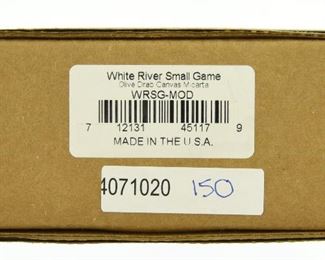 White River Small Game
Olive Drab Canvas Micarta
WRSG-MOD
7 12131 45117 9
MADE IN THE U.S.A.
4071020 150